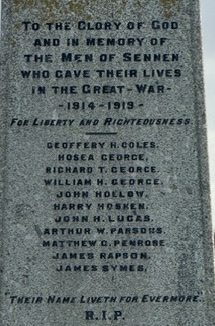 TO THE GLORY OF GOD
AND IN MEMORY OF
THE MEN OF SENNEN
WHO GAVE THEIR LIVES
IN THE GREAT-WAR-
-1914-1919-
FOR LIBERTY AND RIGHTEOUSNESS.
GEOFFERY H. COLES.
HOSEA GEORGE,
RICHARD T. GEORGE.
WILLIAM H. GEORGE.
JOHN HOLLOW.
HARRY HOSKEN.
JOHN H. LUCAS.
ARTHUR W. PARSONS.
MATTHEW G. PENROSE
JAMES RAPSON.
JAMES SYMES,
"THEIR NAME LIVETH FOR EVERMORE."
R.I.P.